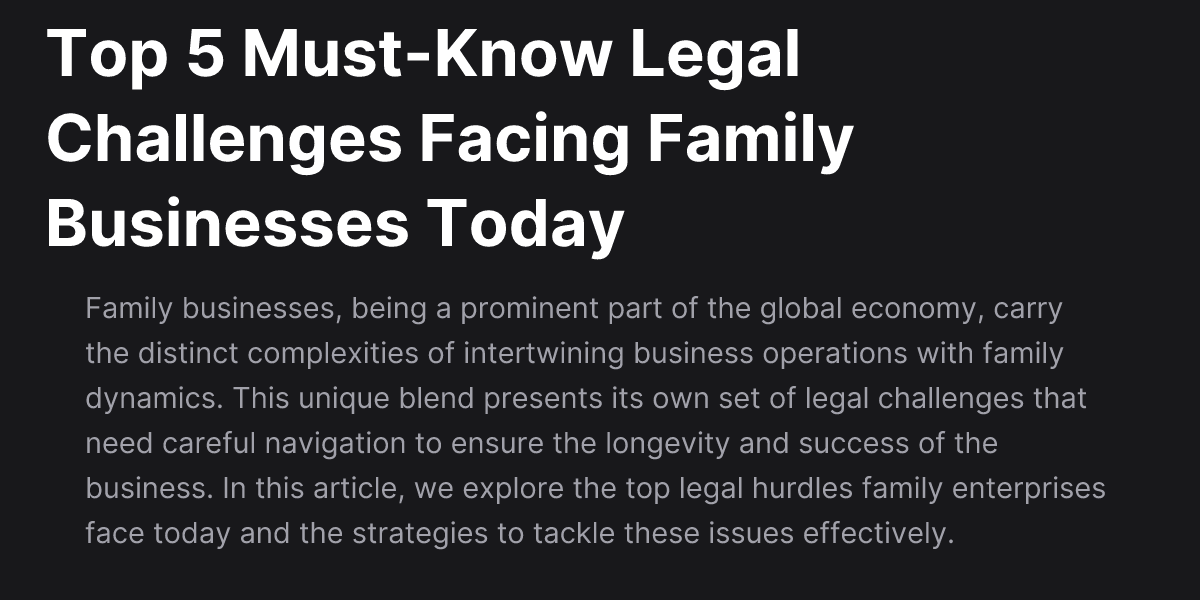 Top 5 Must-Know Legal
Challenges Facing Family
Businesses Today
Family businesses, being a prominent part of the global economy, carry
the distinct complexities of intertwining business operations with family
dynamics. This unique blend presents its own set of legal challenges that
need careful navigation to ensure the longevity and success of the
business. In this article, we explore the top legal hurdles family enterprises
face today and the strategies to tackle these issues effectively.